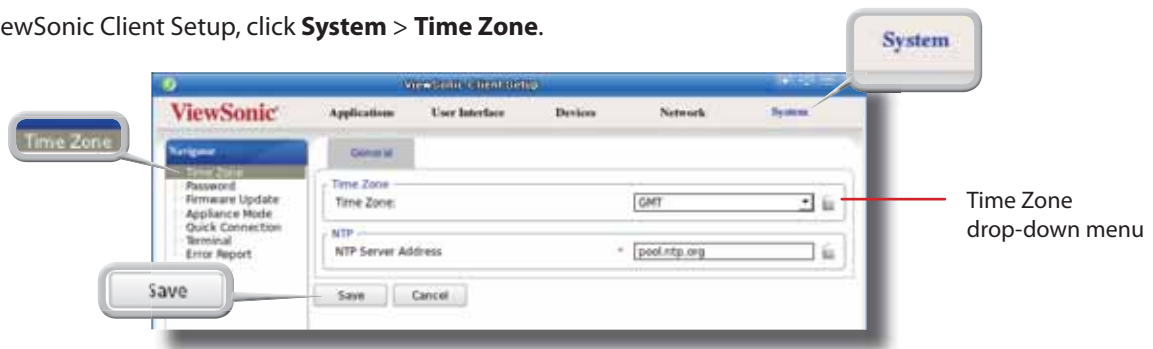 ewSonic Client Setup, click System > Time Zone.
System
ViewSonic Client Setup
ViewSonic
Applications
User Interface
Devices
Network
System
Time Zone
Navigator
General
Time Zone
Password
Firmware Update
Appliance Mode
Quick Connection
Terminal
Error Report
Time Zone
Time Zone:
GMT
Time Zone
drop-down menu
NTP
NTP Server Address
* pool.ntp.org
Save
Save
Cancel